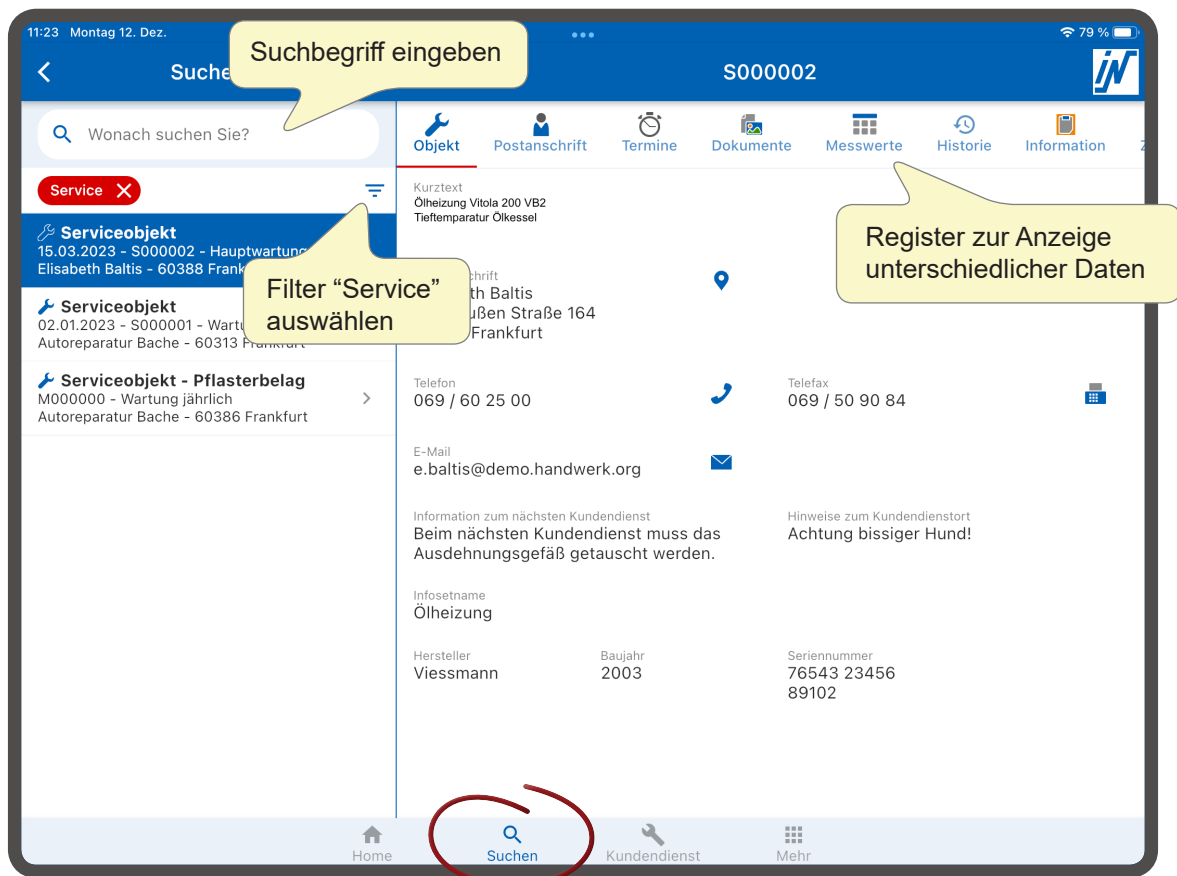 11:23 Montag 12. Dez.
79 %
Suche
S000002
Suchbegriff eingeben
Wonach suchen Sie?
Service
Objekt
Postanschrift
Termine
Dokumente
Messwerte
Historie
Information
Register zur Anzeige
unterschiedlicher Daten
Filter “Service”
auswählen
Serviceobjekt
15.03.2023 - S000002 - Hauptwartung
Elisabeth Baltis - 60388
Serviceobjekt
02.01.2023 - S000001
Autoreparatur Bache - 60313 Frankfurt
Serviceobjekt - Pflasterbelag
M000000 - Wartung jährlich
Autoreparatur Bache - 60386 Frankfurt
Kurztext
Ölheizung Vitola 200 VB2
Tieftemparatur Ölkessel
Baltis
Straße 164
Frankfurt
Telefon
069 / 60 25 00
Telefax
069 / 50 90 84
E-Mail
e.baltis@demo.handwerk.org
Information zum nächsten Kundendienst
Beim nächsten Kundendienst muss das
Ausdehnungsgefäß getauscht werden.
Hinweise zum Kundendienstort
Achtung bissiger Hund!
Infosetname
Ölheizung
Hersteller
Viessmann
Baujahr
2003
Seriennummer
76543 23456
89102
Home
Suchen
Kundendienst
Mehr